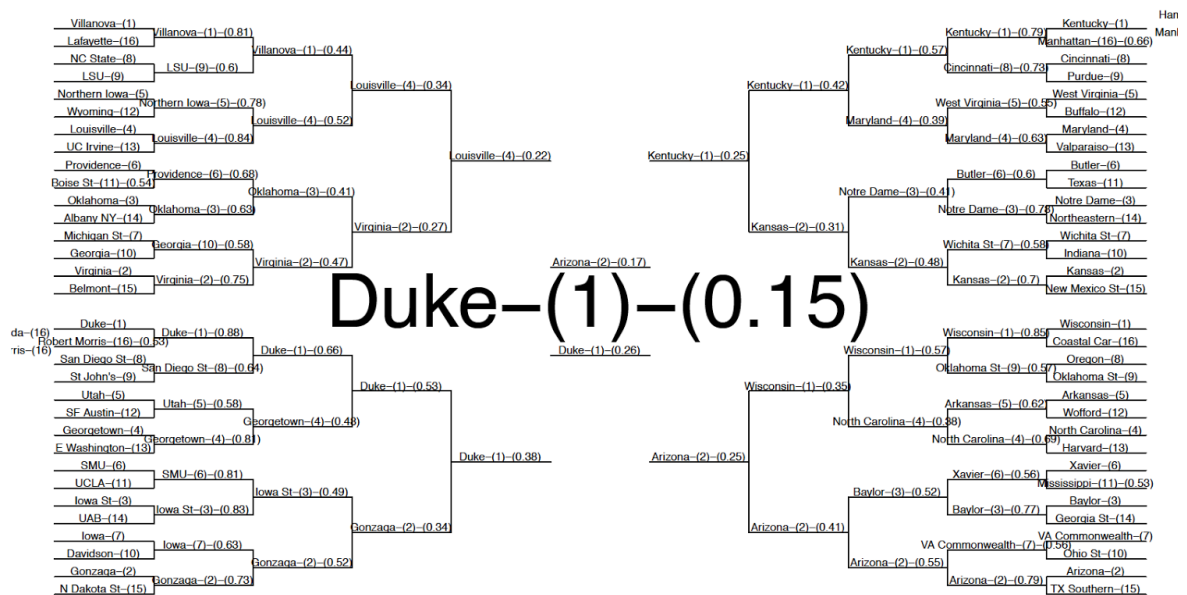 Villanova–(1)
Lafayette–(16)
NC State–(8)
LSU–(9)
Northern Iowa–(5)
Wyoming–(12)
Louisville–(4)
UC Irvine–(13)
Providence–(6)
Boise St–(11)–(0.54)
Oklahoma–(3)
Albany NY–(14)
Michigan St–(7)
Georgia–(10)
Virginia–(2)
Belmont–(15)
Villanova–(1)–(0.81)
LSU–(9)–(0.6)
Northern Iowa–(5)–(0.78)
Louisville–(4)–(0.84)
Providence–(6)–(0.68)
Oklahoma–(3)–(0.63)
Georgia–(10)–(0.58)
Virginia–(2)–(0.75)
Villanova–(1)–(0.44)
Louisville–(4)–(0.52)
Oklahoma–(3)–(0.41)
Virginia–(2)–(0.47)
Louisville–(4)–(0.34)
Virginia–(2)–(0.27)
Louisville–(4)–(0.22)
Arizona–(2)–(0.17)
Kentucky–(1)–(0.25)
Kentucky–(1)–(0.42)
Kansas–(2)–(0.31)
Kentucky–(1)–(0.57)
Maryland–(4)–(0.39)
Notre Dame–(3)–(0.41)
Kansas–(2)–(0.48)
Kentucky–(1)–(0.79)
Cincinnati–(8)–(0.73)
West Virginia–(5)–(0.55)
Maryland–(4)–(0.63)
Butler–(6)–(0.6)
Notre Dame–(3)–(0.78)
Wichita St–(7)–(0.58)
Kansas–(2)–(0.7)
Kentucky–(1)
Manhattan–(16)–(0.66)
Cincinnati–(8)
Purdue–(9)
West Virginia–(5)
Buffalo–(12)
Maryland–(4)
Valparaiso–(13)
Butler–(6)
Texas–(11)
Notre Dame–(3)
Northeastern–(14)
Wichita St–(7)
Indiana–(10)
Kansas–(2)
New Mexico St–(15)
Ham
Manh
Duke–(1)–(0.15)
da–(16)
rris–(16)
Duke–(1)
Robert Morris–(16)–(0.53)
San Diego St–(8)
St John's–(9)
Utah–(5)
SF Austin–(12)
Georgetown–(4)
E Washington–(13)
SMU–(6)
UCLA–(11)
Iowa St–(3)
UAB–(14)
Iowa–(7)
Davidson–(10)
Gonzaga–(2)
N Dakota St–(15)
Duke–(1)–(0.88)
San Diego St–(8)–(0.64)
Utah–(5)–(0.58)
Georgetown–(4)–(0.81)
SMU–(6)–(0.81)
Iowa St–(3)–(0.83)
Iowa–(7)–(0.63)
Gonzaga–(2)–(0.73)
Duke–(1)–(0.66)
Georgetown–(4)–(0.48)
Iowa St–(3)–(0.49)
Gonzaga–(2)–(0.52)
Duke–(1)–(0.53)
Gonzaga–(2)–(0.34)
Duke–(1)–(0.38)
Duke–(1)–(0.26)
Arizona–(2)–(0.25)
Wisconsin–(1)–(0.35)
Arizona–(2)–(0.41)
Wisconsin–(1)–(0.57)
North Carolina–(4)–(0.38)
Baylor–(3)–(0.52)
Arizona–(2)–(0.55)
Wisconsin–(1)–(0.85)
Oklahoma St–(9)–(0.57)
Arkansas–(5)–(0.62)
North Carolina–(4)–(0.69)
Xavier–(6)–(0.56)
Baylor–(3)–(0.77)
VA Commonwealth–(7)–(0.56)
Arizona–(2)–(0.79)
Wisconsin–(1)
Coastal Car–(16)
Oregon–(8)
Oklahoma St–(9)
Arkansas–(5)
Wofford–(12)
North Carolina–(4)
Harvard–(13)
Xavier–(6)
Mississippi–(11)–(0.53)
Baylor–(3)
Georgia St–(14)
VA Commonwealth–(7)
Ohio St–(10)
Arizona–(2)
TX Southern–(15)